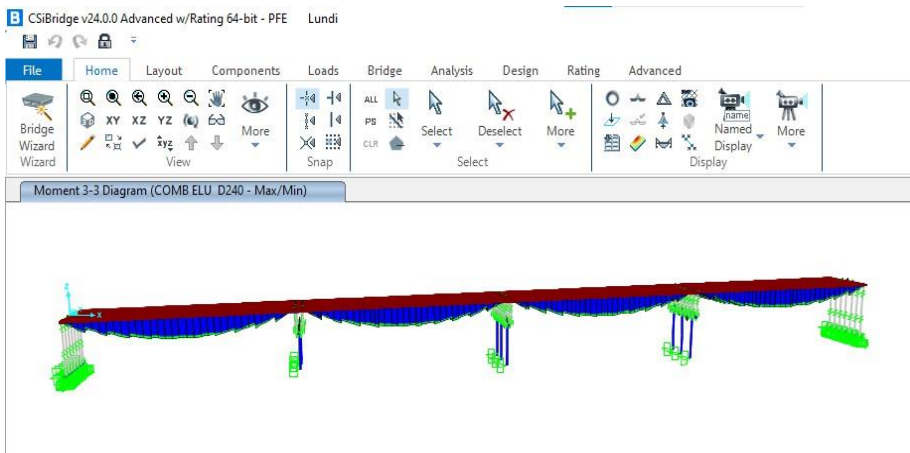 B CSiBridge v24.0.0 Advanced w/Rating 64-bit - PFE Lundi
File Home Layout Components Loads Bridge Analysis Design Rating Advanced
Bridge Wizard
XY XZ YZ
xyz
More
ALL
PS
CLR
Select
Deselect
More
name
Named Display
More
Wizard View Snap Select Display
Moment 3-3 Diagram (COMB ELU D240 - Max/Min)
Z
X